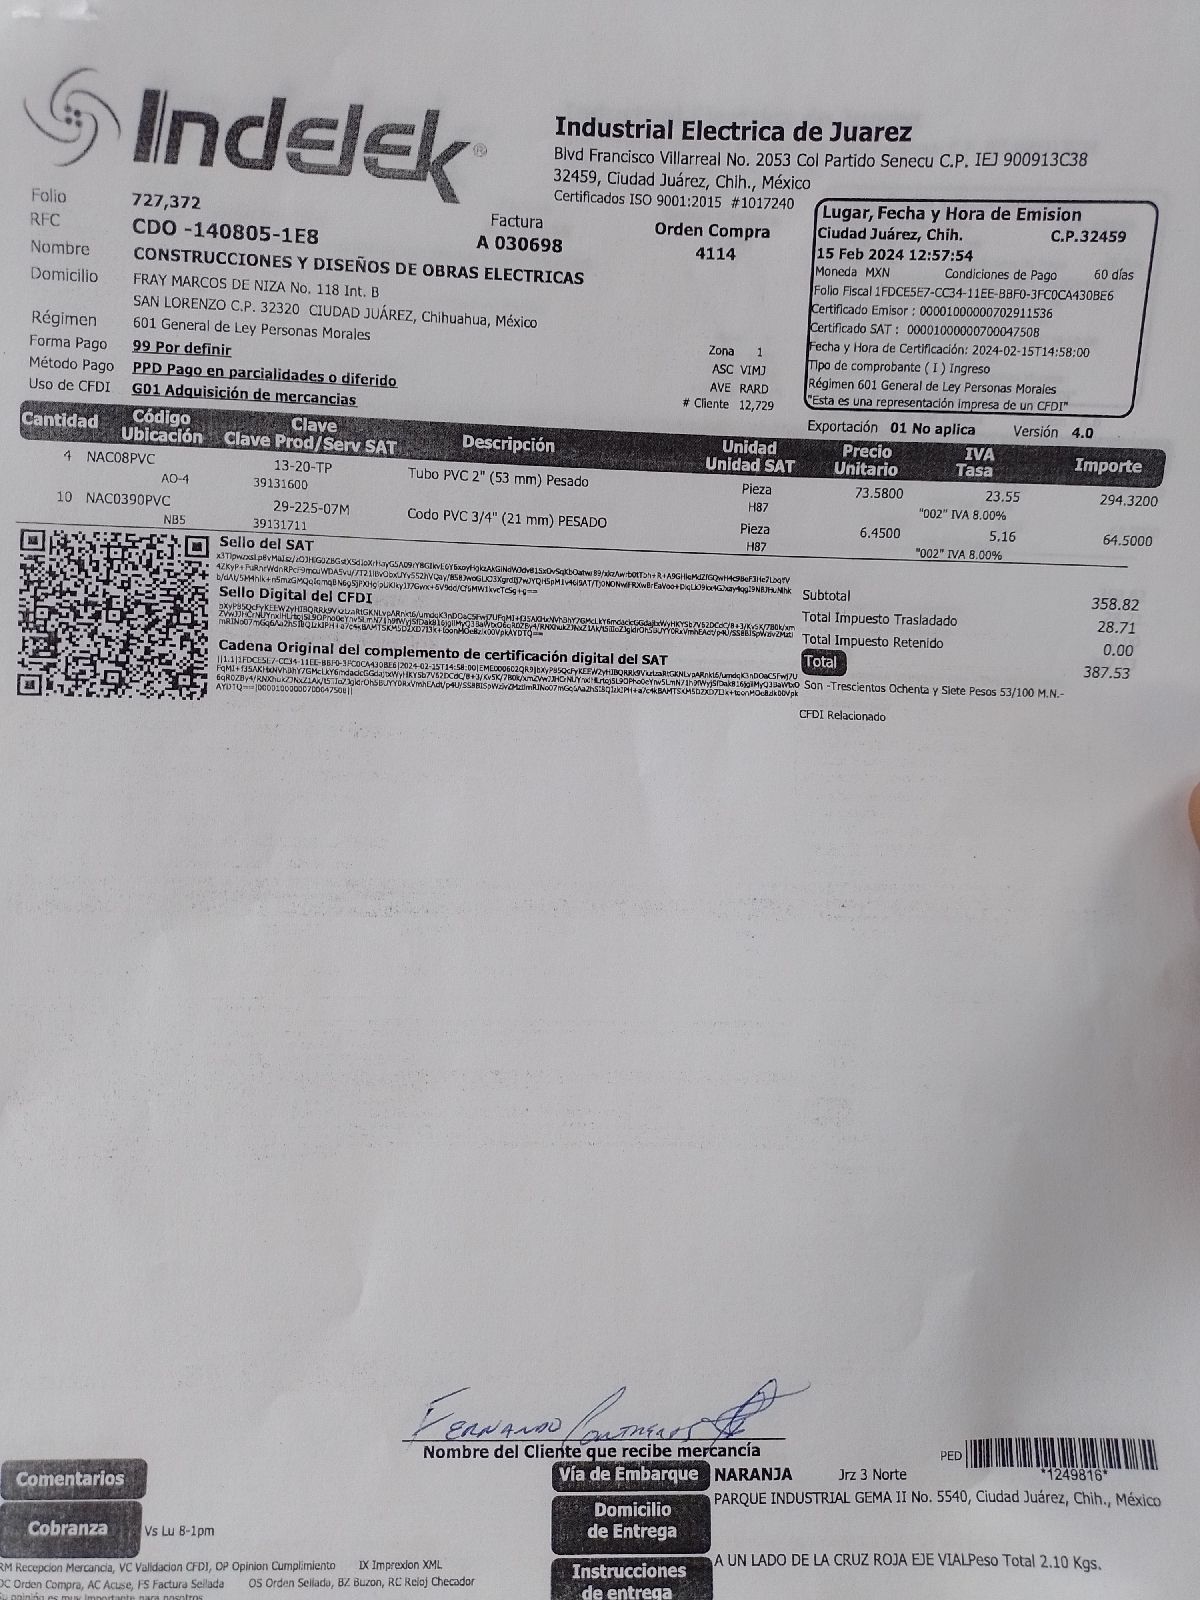 Indelek®
Industrial Electrica de Juarez
Blvd Francisco Villarreal No. 2053 Col Partido Senecu C.P. IEJ 900913C38
32459, Ciudad Juárez, Chih., México
Certificados ISO 9001:2015 #1017240
Folio 727,372
RFC CDO -140805-1E8
Factura
A 030698
Orden Compra
4114
Nombre CONSTRUCCIONES Y DISEÑOS DE OBRAS ELECTRICAS
Domicilio FRAY MARCOS DE NIZA No. 118 Int. B
SAN LORENZO C.P. 32320 CIUDAD JUÁREZ, Chihuahua, México
Régimen 601 General de Ley Personas Morales
Forma Pago 99 Por definir
Método Pago PPD Pago en parcialidades o diferido
Uso de CFDI G01 Adquisición de mercancias
Zona 1
ASC VIMJ
AVE RARD
# Cliente 12,729
Lugar, Fecha y Hora de Emision
Ciudad Juárez, Chih. C.P.32459
15 Feb 2024 12:57:54
Moneda MXN Condiciones de Pago 60 días
Folio Fiscal 1FDCE5E7-CC34-11EE-BBF0-3FC0CA430BE6
Certificado Emisor : 00001000000702911536
Certificado SAT : 00001000000700047508
Fecha y Hora de Certificación: 2024-02-15T14:58:00
Tipo de comprobante ( I ) Ingreso
Régimen 601 General de Ley Personas Morales
"Esta es una representación impresa de un CFDI"
Exportación 01 No aplica Versión 4.0
Cantidad Código Ubicación Clave Clave Prod/Serv SAT Descripción Unidad Unidad SAT Precio Unitario IVA Tasa Importe
4 NAC08PVC 13-20-TP Tubo PVC 2" (53 mm) Pesado Pieza 73.5800 23.55 294.3200
AO-4 39131600 H87 "002" IVA 8.00%
10 NAC0390PVC 29-225-07M Codo PVC 3/4" (21 mm) PESADO Pieza 6.4500 5.16 64.5000
NB5 39131711 H87 "002" IVA 8.00%
Sello del SAT
Sello Digital del CFDI
Cadena Original del complemento de certificación digital del SAT
Subtotal 358.82
Total Impuesto Trasladado 28.71
Total Impuesto Retenido 0.00
Total 387.53
Son -Trescientos Ochenta y Siete Pesos 53/100 M.N.-
CFDI Relacionado
FERNANDO CONTRERAS
Nombre del Cliente que recibe mercancía
PED *1249816*
Comentarios
Vía de Embarque NARANJA Jrz 3 Norte
Domicilio de Entrega PARQUE INDUSTRIAL GEMA II No. 5540, Ciudad Juárez, Chih., México
Cobranza Vs Lu 8-1pm
Instrucciones de entrega A UN LADO DE LA CRUZ ROJA EJE VIALPeso Total 2.10 Kgs.
RM Recepcion Mercancia, VC Validacion CFDI, OP Opinion Cumplimiento IX Impresion XML
OC Orden Compra, AC Acuse, FS Factura Sellada OS Orden Sellada, BZ Buzon, RC Reloj Checador
Su opinión es muy importante para nosotros